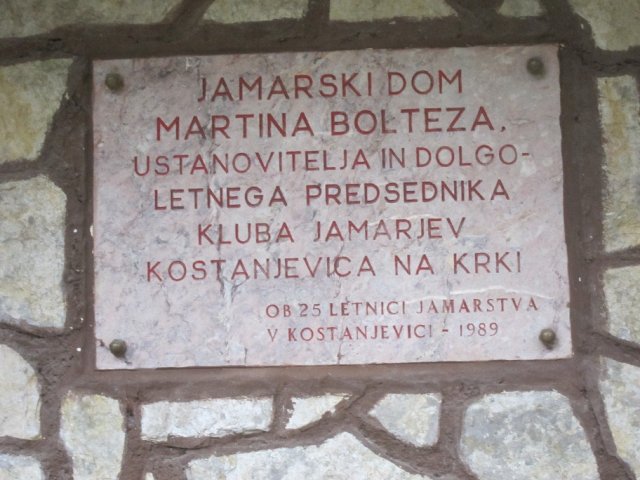 JAMARSKI DOM
MARTINA BOLTEZA,
USTANOVITELJA IN DOLGO-
LETNEGA PREDSEDNIKA
KLUBA JAMARJEV
KOSTANJEVICA NA KRKI
OB 25 LETNICI JAMARSTVA
V KOSTANJEVICI - 1989